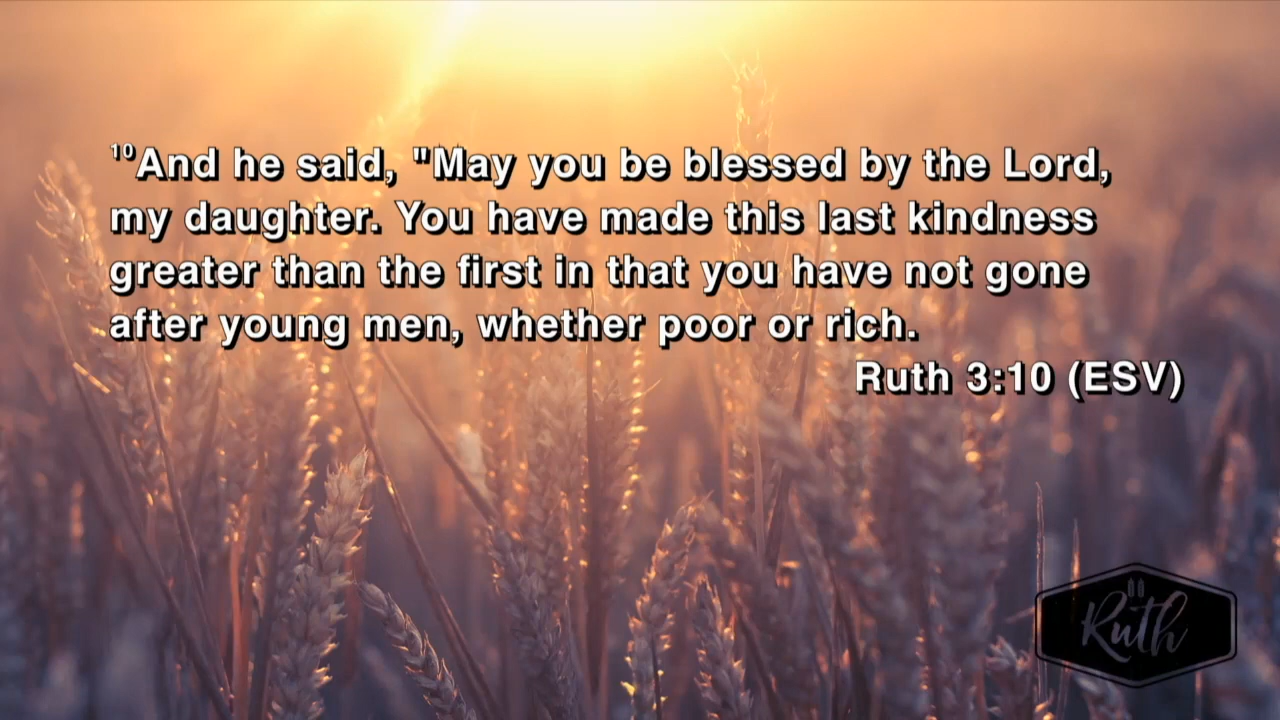 ¹⁰And he said, "May you be blessed by the Lord,
my daughter. You have made this last kindness
greater than the first in that you have not gone
after young men, whether poor or rich.
Ruth 3:10 (ESV)
Ruth